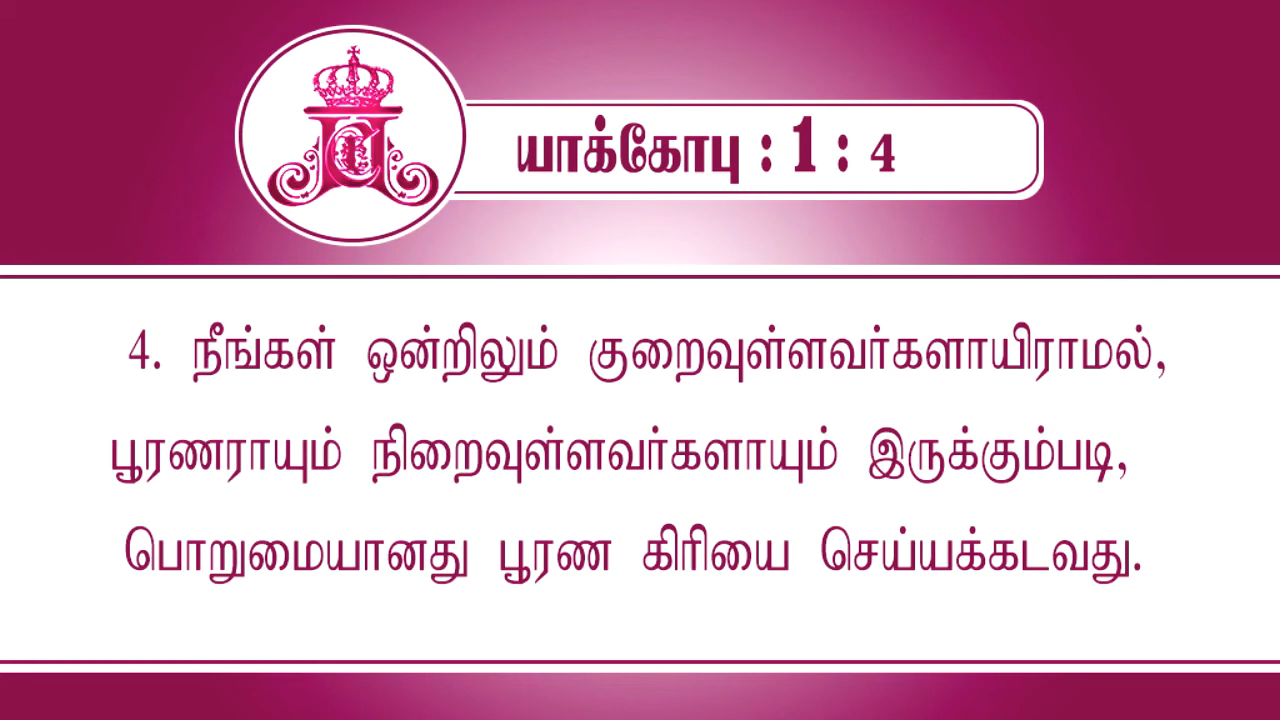 யாக்கோபு : 1 : 4
4. நீங்கள் ஒன்றிலும் குறைவுள்ளவர்களாயிராமல்,
பூரணராயும் நிறைவுள்ளவர்களாயும் இருக்கும்படி,
பொறுமையானது பூரண கிரியை செய்யக்கடவது.